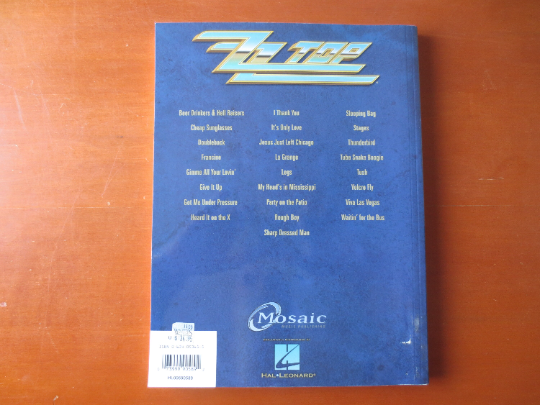 ZZ TOP
Beer Drinkers & Hell Raisers
Cheap Sunglasses
Doubleback
Francine
Gimme All Your Lovin'
Give It Up
Got Me Under Pressure
Heard It on the X
I Thank You
It's Only Love
Jesus Just Left Chicago
La Grange
Legs
My Head's in Mississippi
Party on the Patio
Rough Boy
Sharp Dressed Man
Sleeping Bag
Stages
Thunderbird
Tube Snake Boogie
Tush
Velcro Fly
Viva Las Vegas
Waitin' for the Bus
Mosaic
MUSIC PUBLISHING
HAL•LEONARD